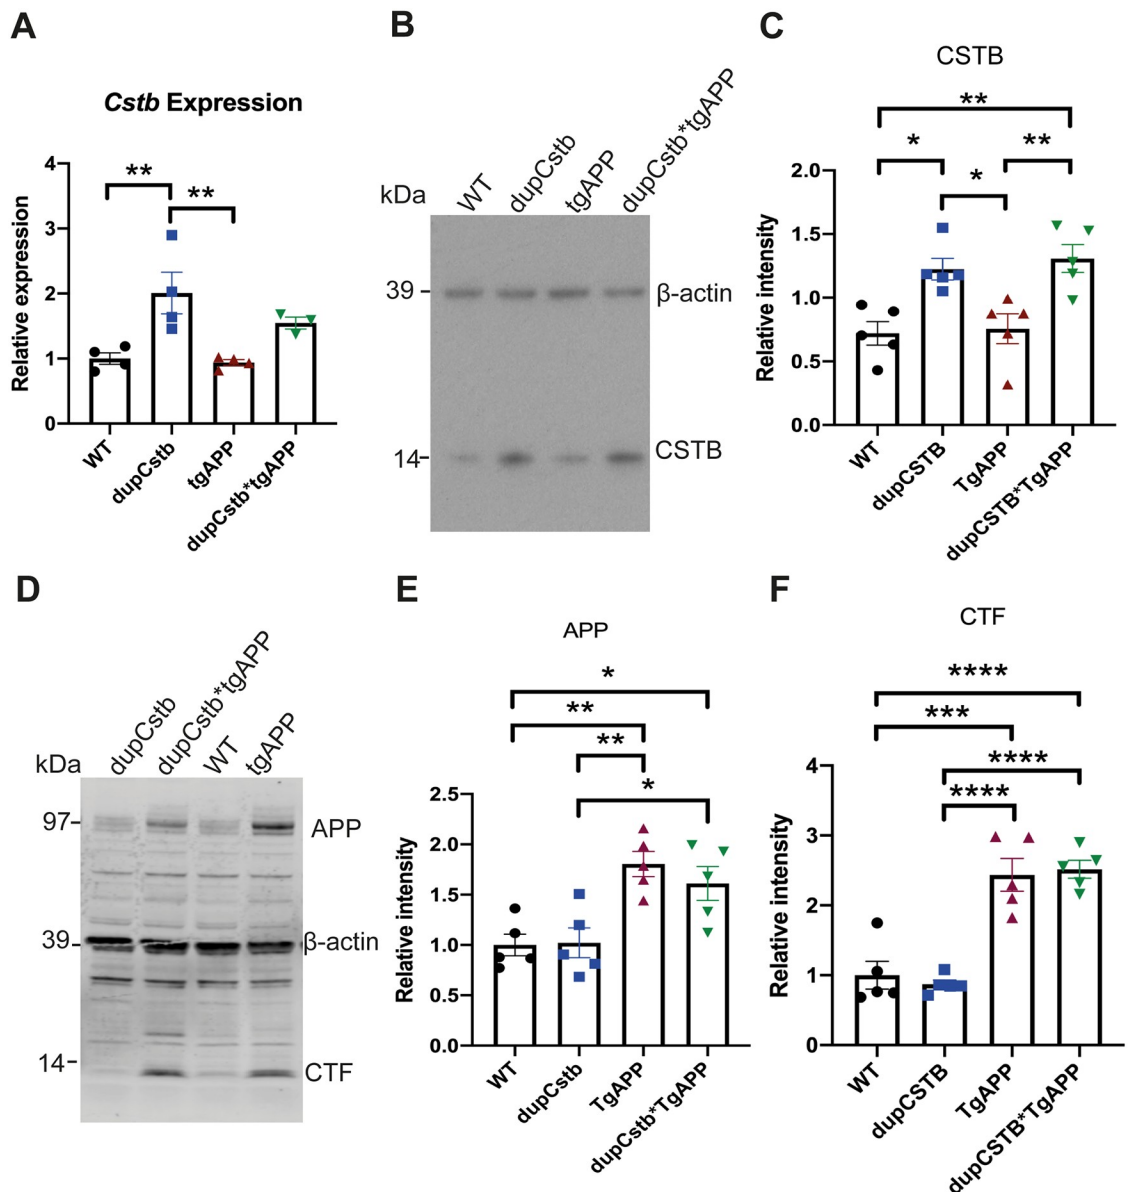 A
Cstb Expression
**
**
Relative expression
4
3
2
1
0
WT
dupCstb
tgAPP
dupCstb*tgAPP
B
kDa
WT
dupCstb
tgAPP
dupCstb*tgAPP
39
β-actin
14
CSTB
C
CSTB
**
*
**
*
Relative intensity
2.0
1.5
1.0
0.5
0.0
WT
dupCSTB
TgAPP
dupCSTB*TgAPP
D
kDa
dupCstb
dupCstb*tgAPP
WT
tgAPP
97
APP
39
β-actin
14
CTF
E
APP
*
**
**
*
Relative intensity
2.5
2.0
1.5
1.0
0.5
0.0
WT
dupCstb
TgAPP
dupCstb*TgAPP
F
CTF
****
***
****
****
Relative intensity
4
3
2
1
0
WT
dupCSTB
TgAPP
dupCSTB*TgAPP